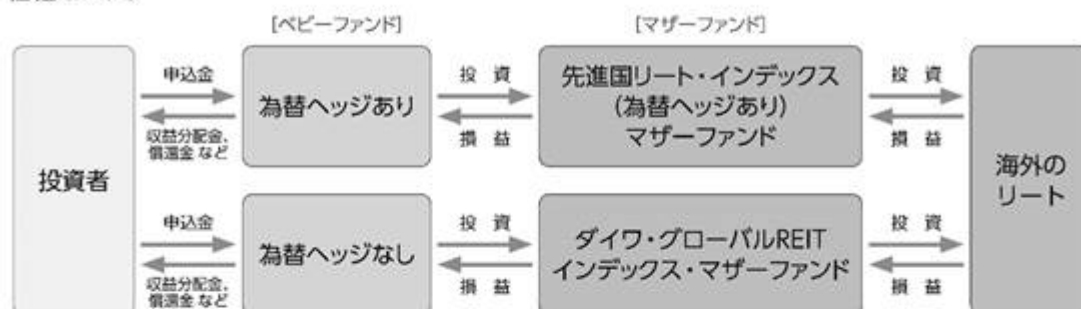 [ベビーファンド]
[マザーファンド]
投資者
申込金
収益分配金、
償還金 など
為替ヘッジあり
投 資
損 益
先進国リート・インデックス
(為替ヘッジあり)
マザーファンド
投 資
損 益
申込金
収益分配金、
償還金 など
為替ヘッジなし
投 資
損 益
ダイワ・グローバルREIT
インデックス・マザーファンド
投 資
損 益
海外の
リート